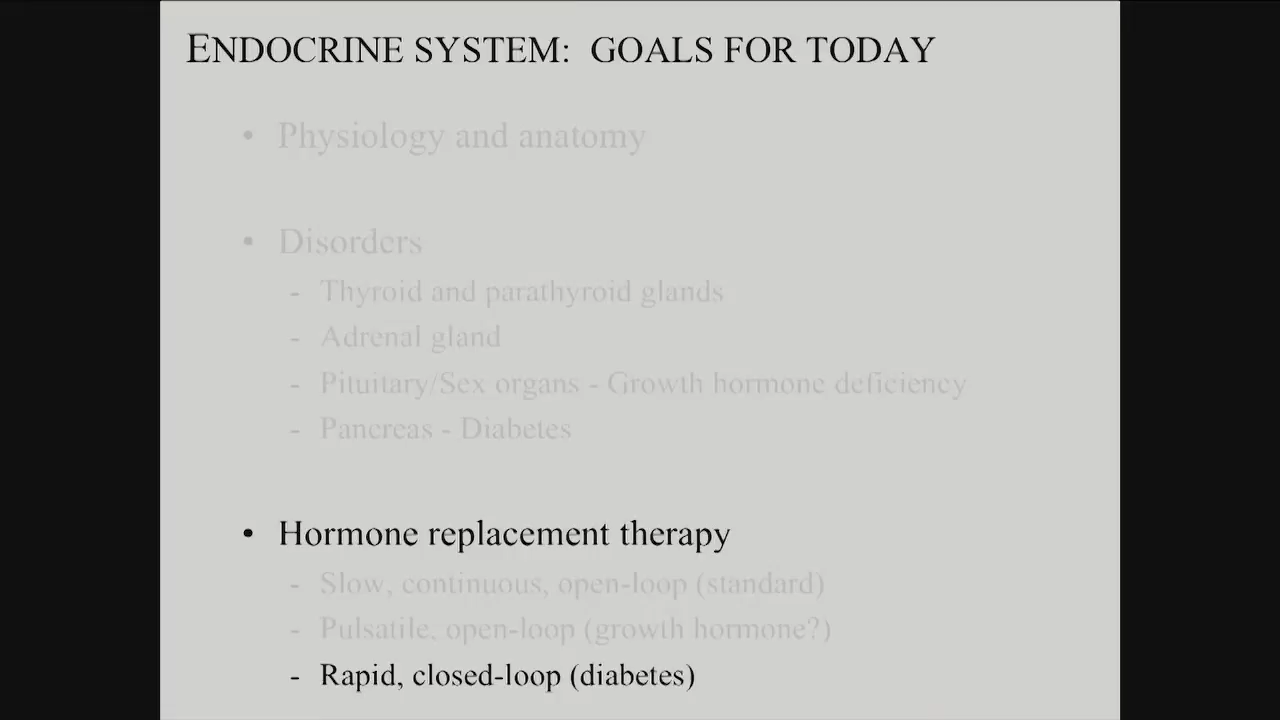 ENDOCRINE SYSTEM: GOALS FOR TODAY
• Physiology and anatomy
• Disorders
- Thyroid and parathyroid glands
- Adrenal gland
- Pituitary/Sex organs - Growth hormone deficiency
- Pancreas - Diabetes
• Hormone replacement therapy
- Slow, continuous, open-loop (standard)
- Pulsatile, open-loop (growth hormone?)
- Rapid, closed-loop (diabetes)